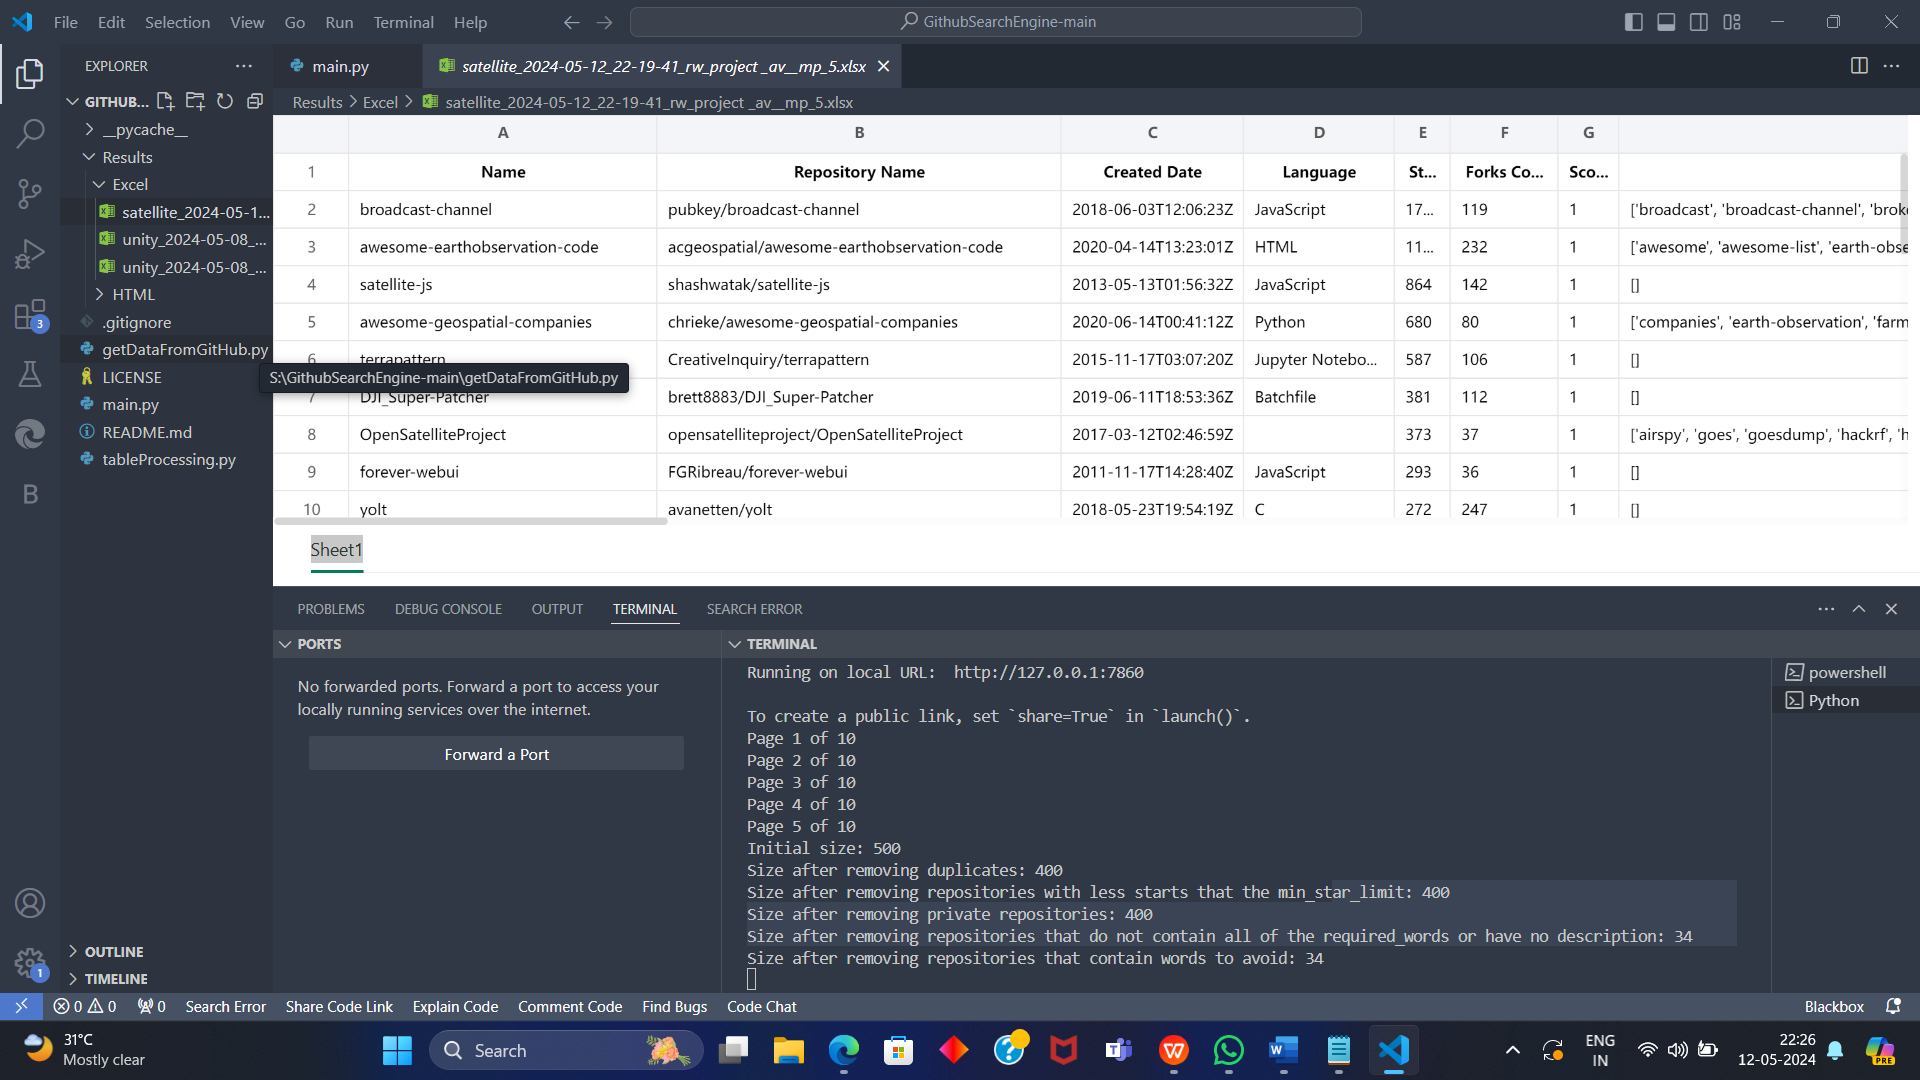 File Edit Selection View Go Run Terminal Help
GithubSearchEngine-main
EXPLORER
main.py
satellite_2024-05-12_22-19-41_rw_project _av__mp_5.xlsx
GITHUB...
Results Excel satellite_2024-05-12_22-19-41_rw_project _av__mp_5.xlsx
__pycache__
Results
Excel
satellite_2024-05-1...
unity_2024-05-08_...
unity_2024-05-08_...
HTML
.gitignore
getDataFromGitHub.py
LICENSE
main.py
README.md
tableProcessing.py
3
B
OUTLINE
TIMELINE
1
A B C D E F G
1 Name Repository Name Created Date Language St... Forks Co... Sco...
2 broadcast-channel pubkey/broadcast-channel 2018-06-03T12:06:23Z JavaScript 17... 119 1 ['broadcast', 'broadcast-channel', 'broke
3 awesome-earthobservation-code acgeospatial/awesome-earthobservation-code 2020-04-14T13:23:01Z HTML 11... 232 1 ['awesome', 'awesome-list', 'earth-obse
4 satellite-js shashwatak/satellite-js 2013-05-13T01:56:32Z JavaScript 864 142 1 []
5 awesome-geospatial-companies chrieke/awesome-geospatial-companies 2020-06-14T00:41:12Z Python 680 80 1 ['companies', 'earth-observation', 'farm
6 terrapattern CreativeInquiry/terrapattern 2015-11-17T03:07:20Z Jupyter Notebo... 587 106 1 []
S:\GithubSearchEngine-main\getDataFromGitHub.py
7 DJI_Super-Patcher brett8883/DJI_Super-Patcher 2019-06-11T18:53:36Z Batchfile 381 112 1 []
8 OpenSatelliteProject opensatelliteproject/OpenSatelliteProject 2017-03-12T02:46:59Z 373 37 1 ['airspy', 'goes', 'goesdump', 'hackrf', 'h
9 forever-webui FGRibreau/forever-webui 2011-11-17T14:28:40Z JavaScript 293 36 1 []
10 yolt avanetten/yolt 2018-05-23T19:54:19Z C 272 247 1 []
Sheet1
PROBLEMS DEBUG CONSOLE OUTPUT TERMINAL SEARCH ERROR
PORTS
No forwarded ports. Forward a port to access your
locally running services over the internet.
Forward a Port
TERMINAL
Running on local URL:  http://127.0.0.1:7860
To create a public link, set `share=True` in `launch()`.
Page 1 of 10
Page 2 of 10
Page 3 of 10
Page 4 of 10
Page 5 of 10
Initial size: 500
Size after removing duplicates: 400
Size after removing repositories with less starts that the min_star_limit: 400
Size after removing private repositories: 400
Size after removing repositories that do not contain all of the required_words or have no description: 34
Size after removing repositories that contain words to avoid: 34
powershell
Python
0 0 0 Search Error Share Code Link Explain Code Comment Code Find Bugs Code Chat Blackbox
31°C
Mostly clear
Search
ENG
IN
22:26
12-05-2024
PRE